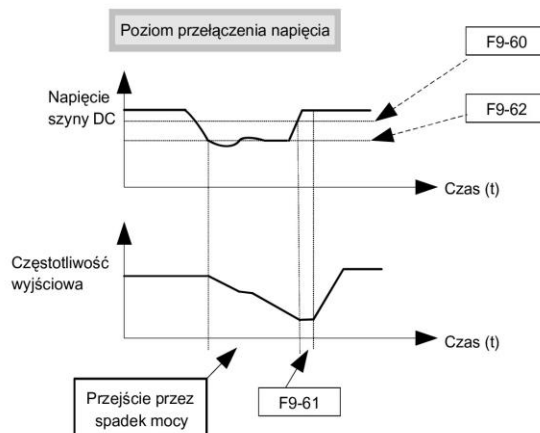 Poziom przełączenia napięcia
F9-60
Napięcie
szyny DC
F9-62
Czas (t)
Częstotliwość
wyjściowa
Czas (t)
Przejście przez
spadek mocy
F9-61